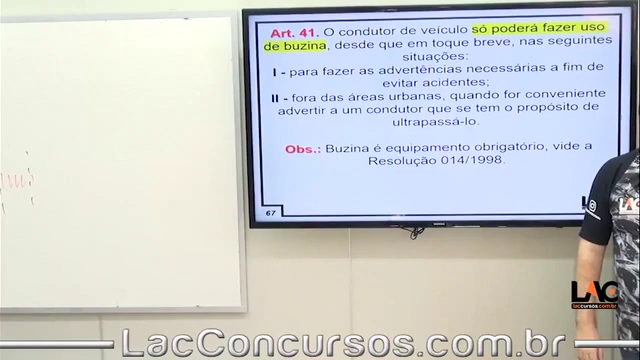 Art. 41. O condutor de veículo só poderá fazer uso
de buzina, desde que em toque breve, nas seguintes
situações:
I - para fazer as advertências necessárias a fim de
evitar acidentes;
II - fora das áreas urbanas, quando for conveniente
advertir a um condutor que se tem o propósito de
ultrapassá-lo.
Obs.: Buzina é equipamento obrigatório, vide a
Resolução 014/1998.
67
LAC
laccursos.com.br
LacConcursos.com.br